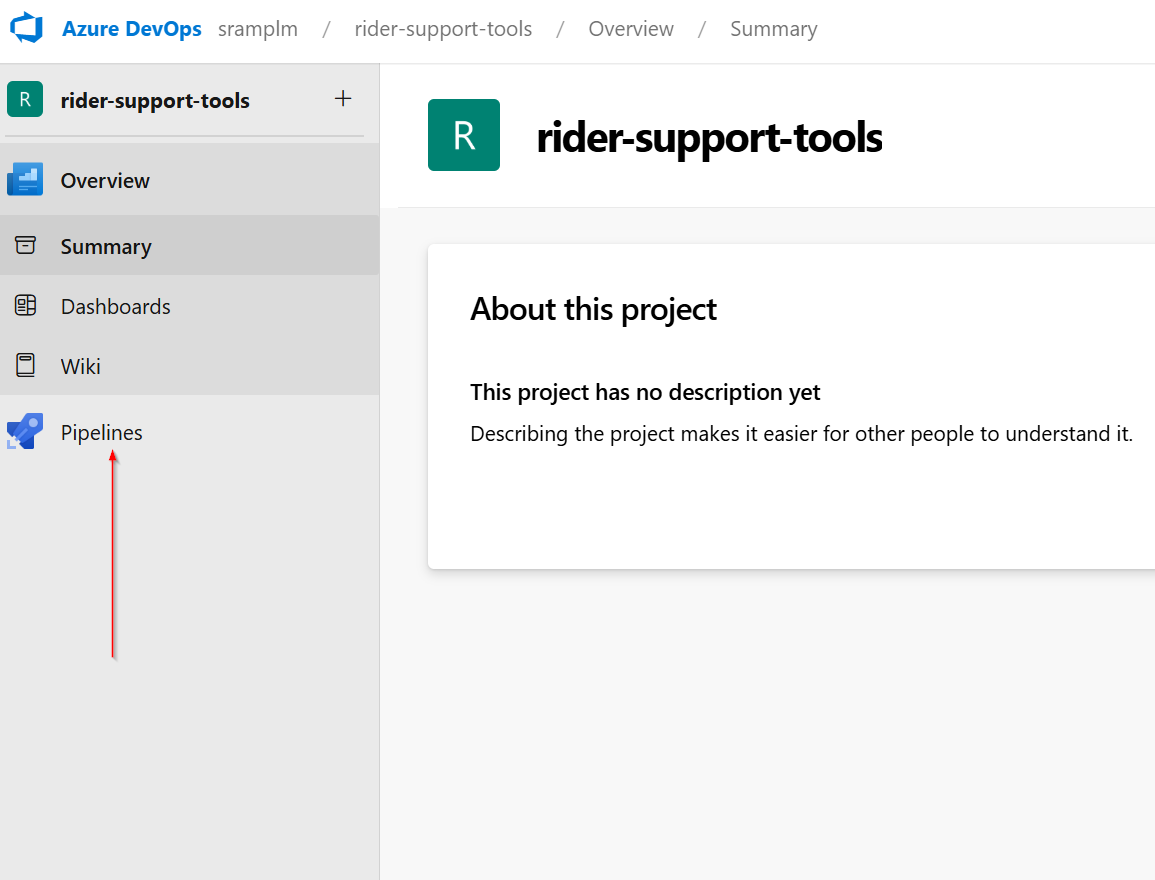 Azure DevOps sramplm / rider-support-tools / Overview / Summary
R rider-support-tools +
Overview
Summary
Dashboards
Wiki
Pipelines
R rider-support-tools
About this project
This project has no description yet
Describing the project makes it easier for other people to understand it.